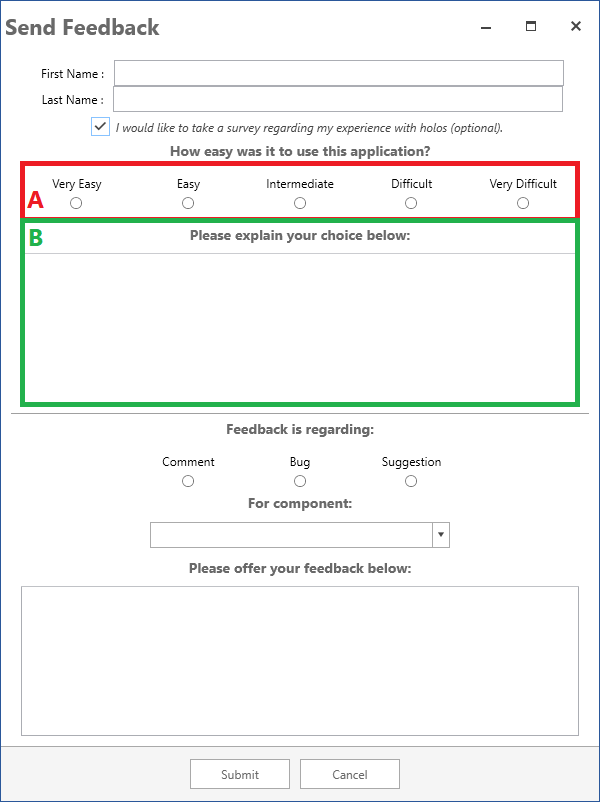 Send Feedback
First Name :
Last Name :
I would like to take a survey regarding my experience with holos (optional).
How easy was it to use this application?
Very Easy Easy Intermediate Difficult Very Difficult
A
B Please explain your choice below:
Feedback is regarding:
Comment Bug Suggestion
For component:
Please offer your feedback below:
Submit Cancel